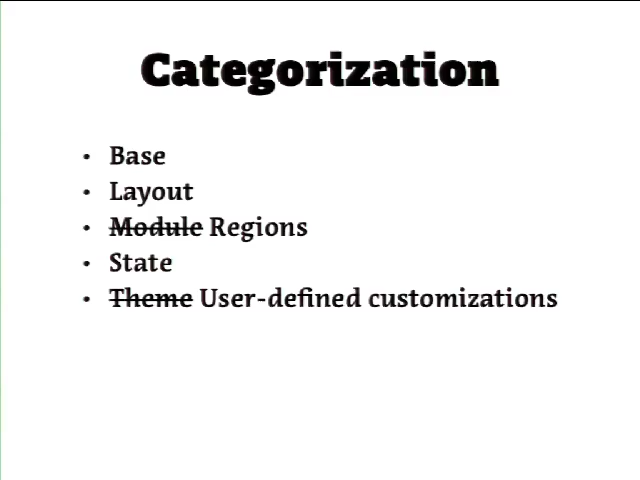 Categorization
• Base
• Layout
• Module Regions
• State
• Theme User-defined customizations